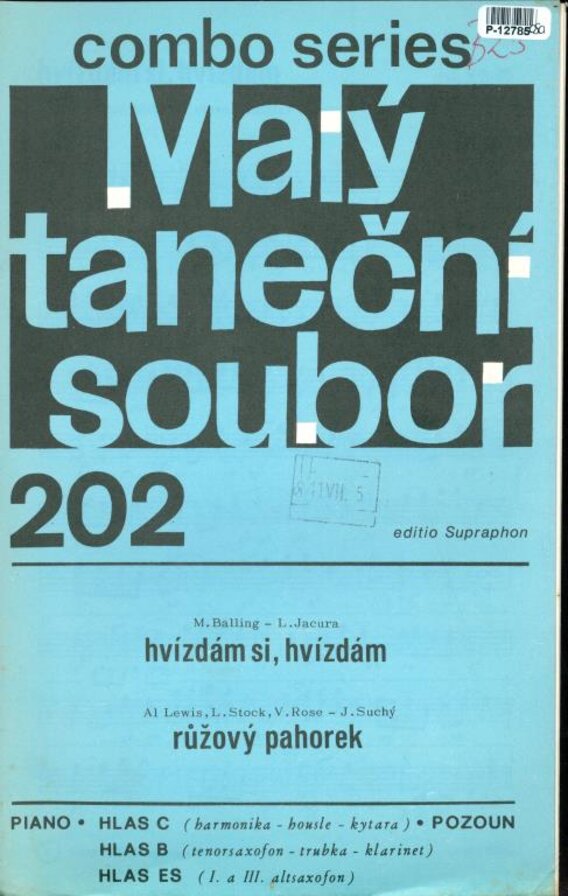 combo series
P-12785
Malý
taneční
soubor
202
editio Supraphon
M. Balling - L. Jacura
hvízdám si, hvízdám
Al Lewis, L. Stock, V. Rose - J. Suchý
růžový pahorek
PIANO • HLAS C (harmonika - housle - kytara) • POZOUN
HLAS B (tenorsaxofon - trubka - klarinet)
HLAS ES (I. a III. altsaxofon)